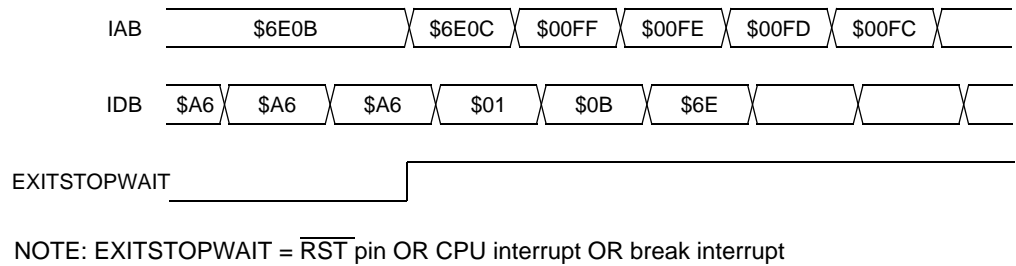 IAB $6E0B $6E0C $00FF $00FE $00FD $00FC
IDB $A6 $A6 $A6 $01 $0B $6E
EXITSTOPWAIT
NOTE: EXITSTOPWAIT = RST pin OR CPU interrupt OR break interrupt